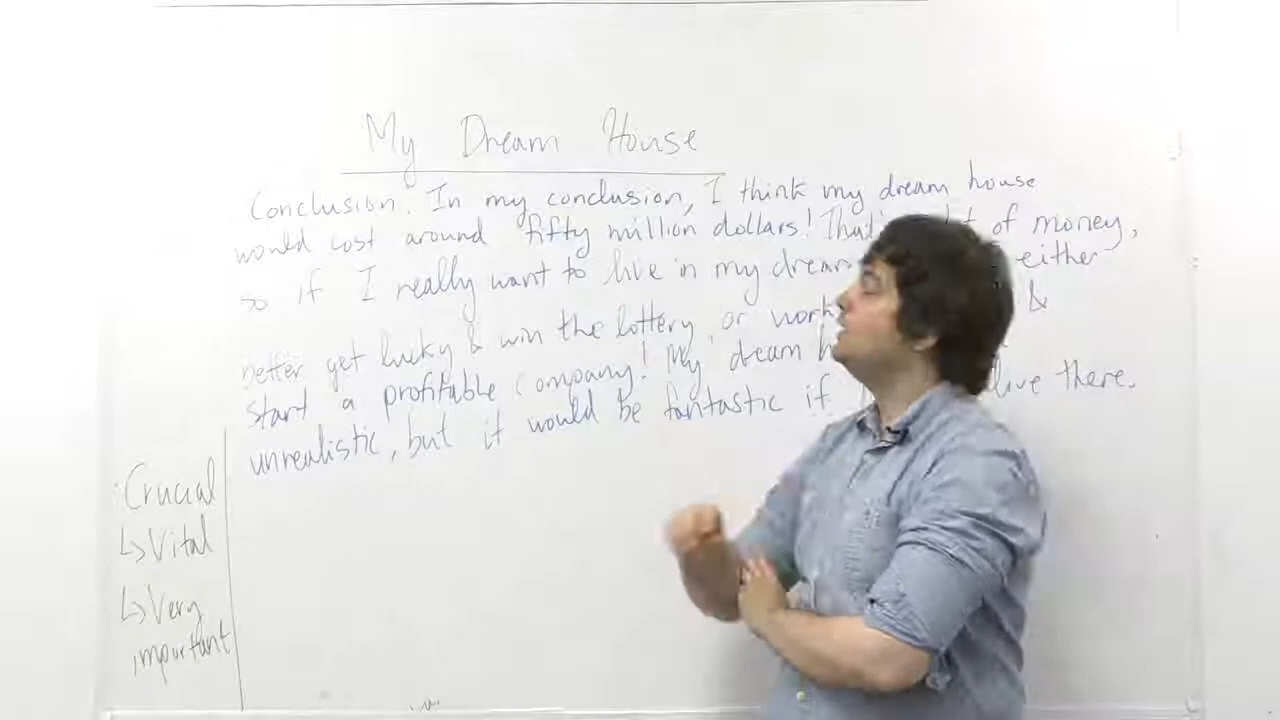 My Dream House
Conclusion. In my conclusion, I think my dream house
would cost around fifty million dollars! That's of money,
so if I really want to live in my dream either
better get lucky & win the lottery, or work &
start a profitable company! My dream
unrealistic, but it would be fantastic if live there.
Crucial
↳ Vital
↳ Very
important